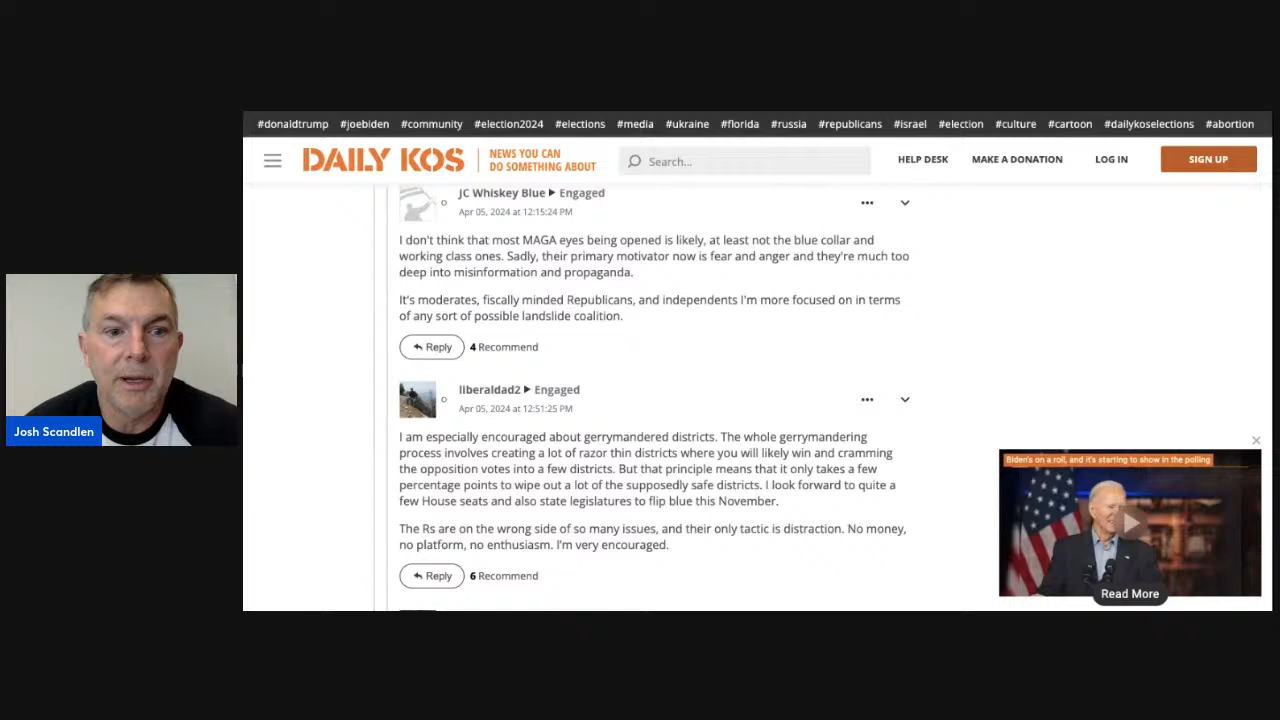 #donaldtrump #joebiden #community #election2024 #elections #media #ukraine #florida #russia #republicans #israel #election #culture #cartoon #dailykoselections #abortion
DAILY KOS
NEWS YOU CAN
DO SOMETHING ABOUT
Search...
HELP DESK
MAKE A DONATION
LOG IN
SIGN UP
JC Whiskey Blue Engaged
Apr 05, 2024 at 12:15:24 PM
I don't think that most MAGA eyes being opened is likely, at least not the blue collar and
working class ones. Sadly, their primary motivator now is fear and anger and they're much too
deep into misinformation and propaganda.
It's moderates, fiscally minded Republicans, and independents I'm more focused on in terms
of any sort of possible landslide coalition.
Reply 4 Recommend
liberaldad2 Engaged
Apr 05, 2024 at 12:51:25 PM
I am especially encouraged about gerrymandered districts. The whole gerrymandering
process involves creating a lot of razor thin districts where you will likely win and cramming
the opposition votes into a few districts. But that principle means that it only takes a few
percentage points to wipe out a lot of the supposedly safe districts. I look forward to quite a
few House seats and also state legislatures to flip blue this November.
The Rs are on the wrong side of so many issues, and their only tactic is distraction. No money,
no platform, no enthusiasm. I'm very encouraged.
Reply 6 Recommend
Biden's on a roll, and it's starting to show in the polling
Read More
Josh Scandlen